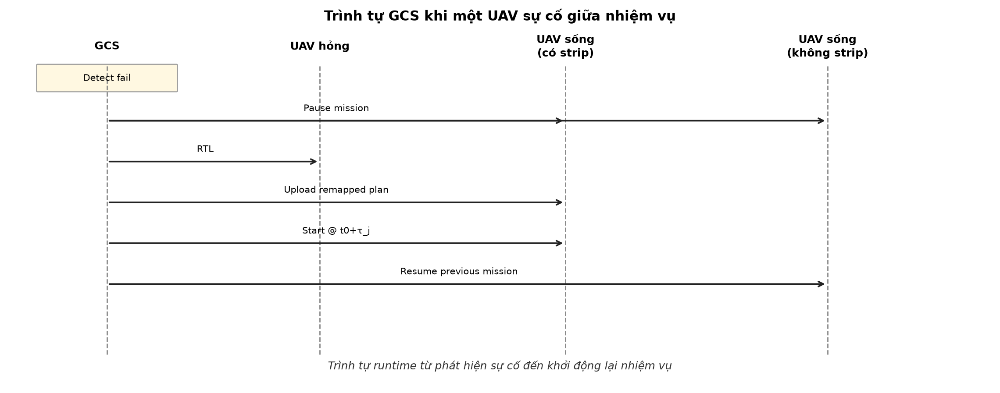 Trình tự GCS khi một UAV sự cố giữa nhiệm vụ
GCS
UAV hỏng
UAV sống
(có strip)
UAV sống
(không strip)
Detect fail
Pause mission
RTL
Upload remapped plan
Start @ t0+τ_j
Resume previous mission
Trình tự runtime từ phát hiện sự cố đến khởi động lại nhiệm vụ